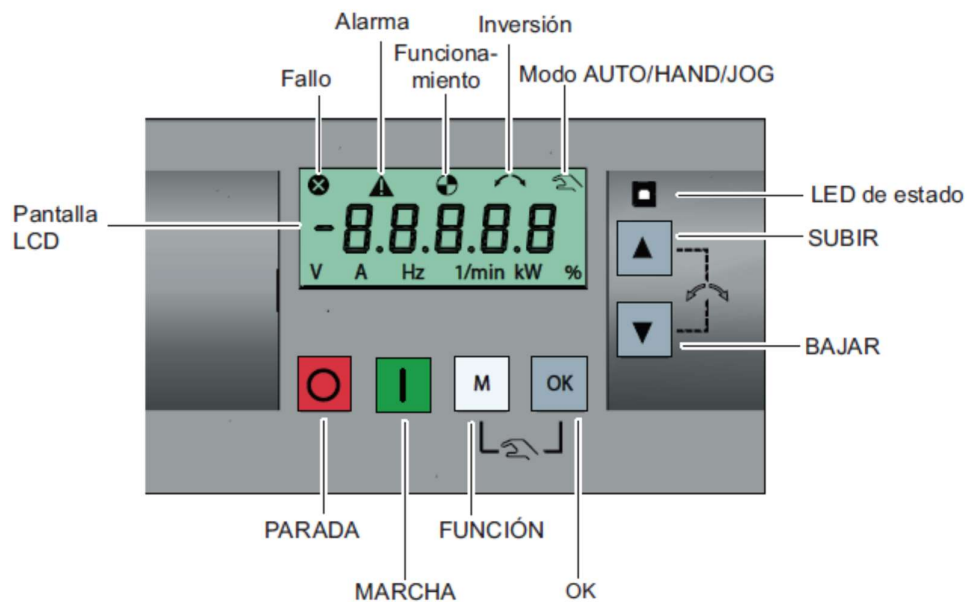 Alarma
Inversión
Funciona-
miento
Fallo
Modo AUTO/HAND/JOG
Pantalla
LCD
-8.8.8.8.8
V A Hz 1/min kW %
LED de estado
SUBIR
BAJAR
M
OK
PARADA
FUNCIÓN
MARCHA
OK